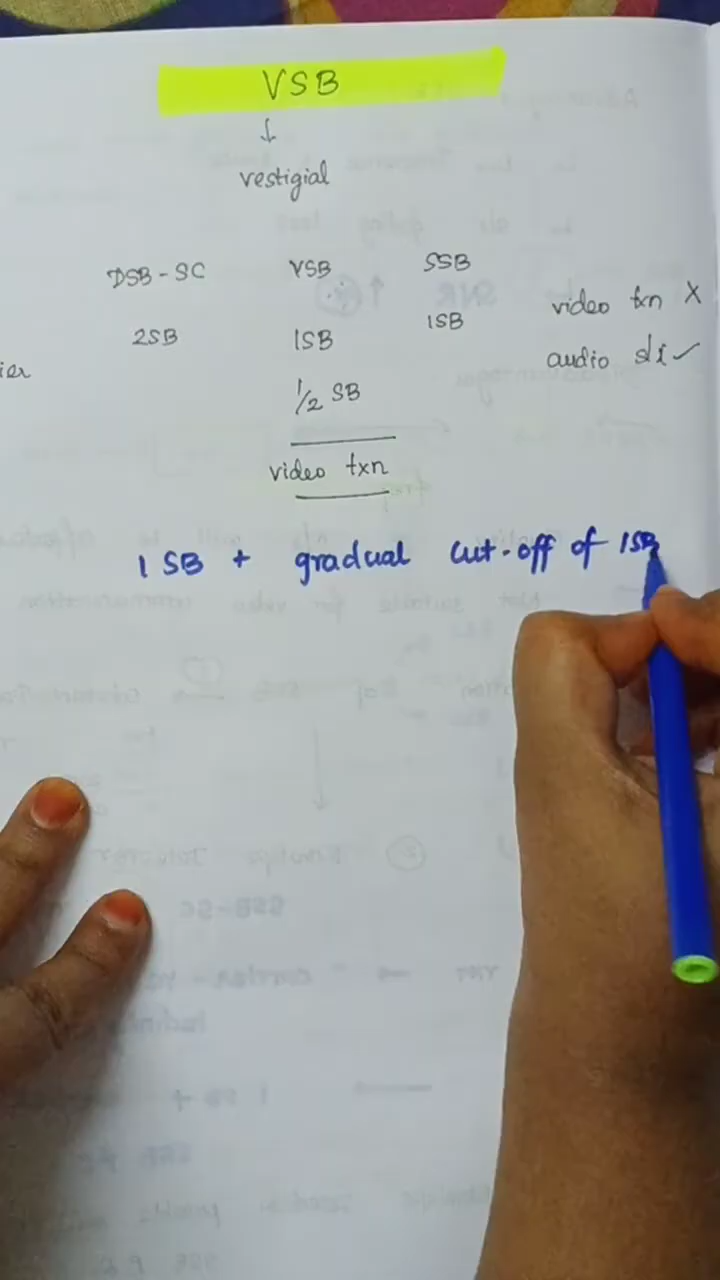 VSB
↓
vestigial
DSB-SC VSB SSB
2SB 1SB 1SB
video txn X
ier
audio ✓
1/2 SB
video txn
1 SB + gradual cut-off of 1SB